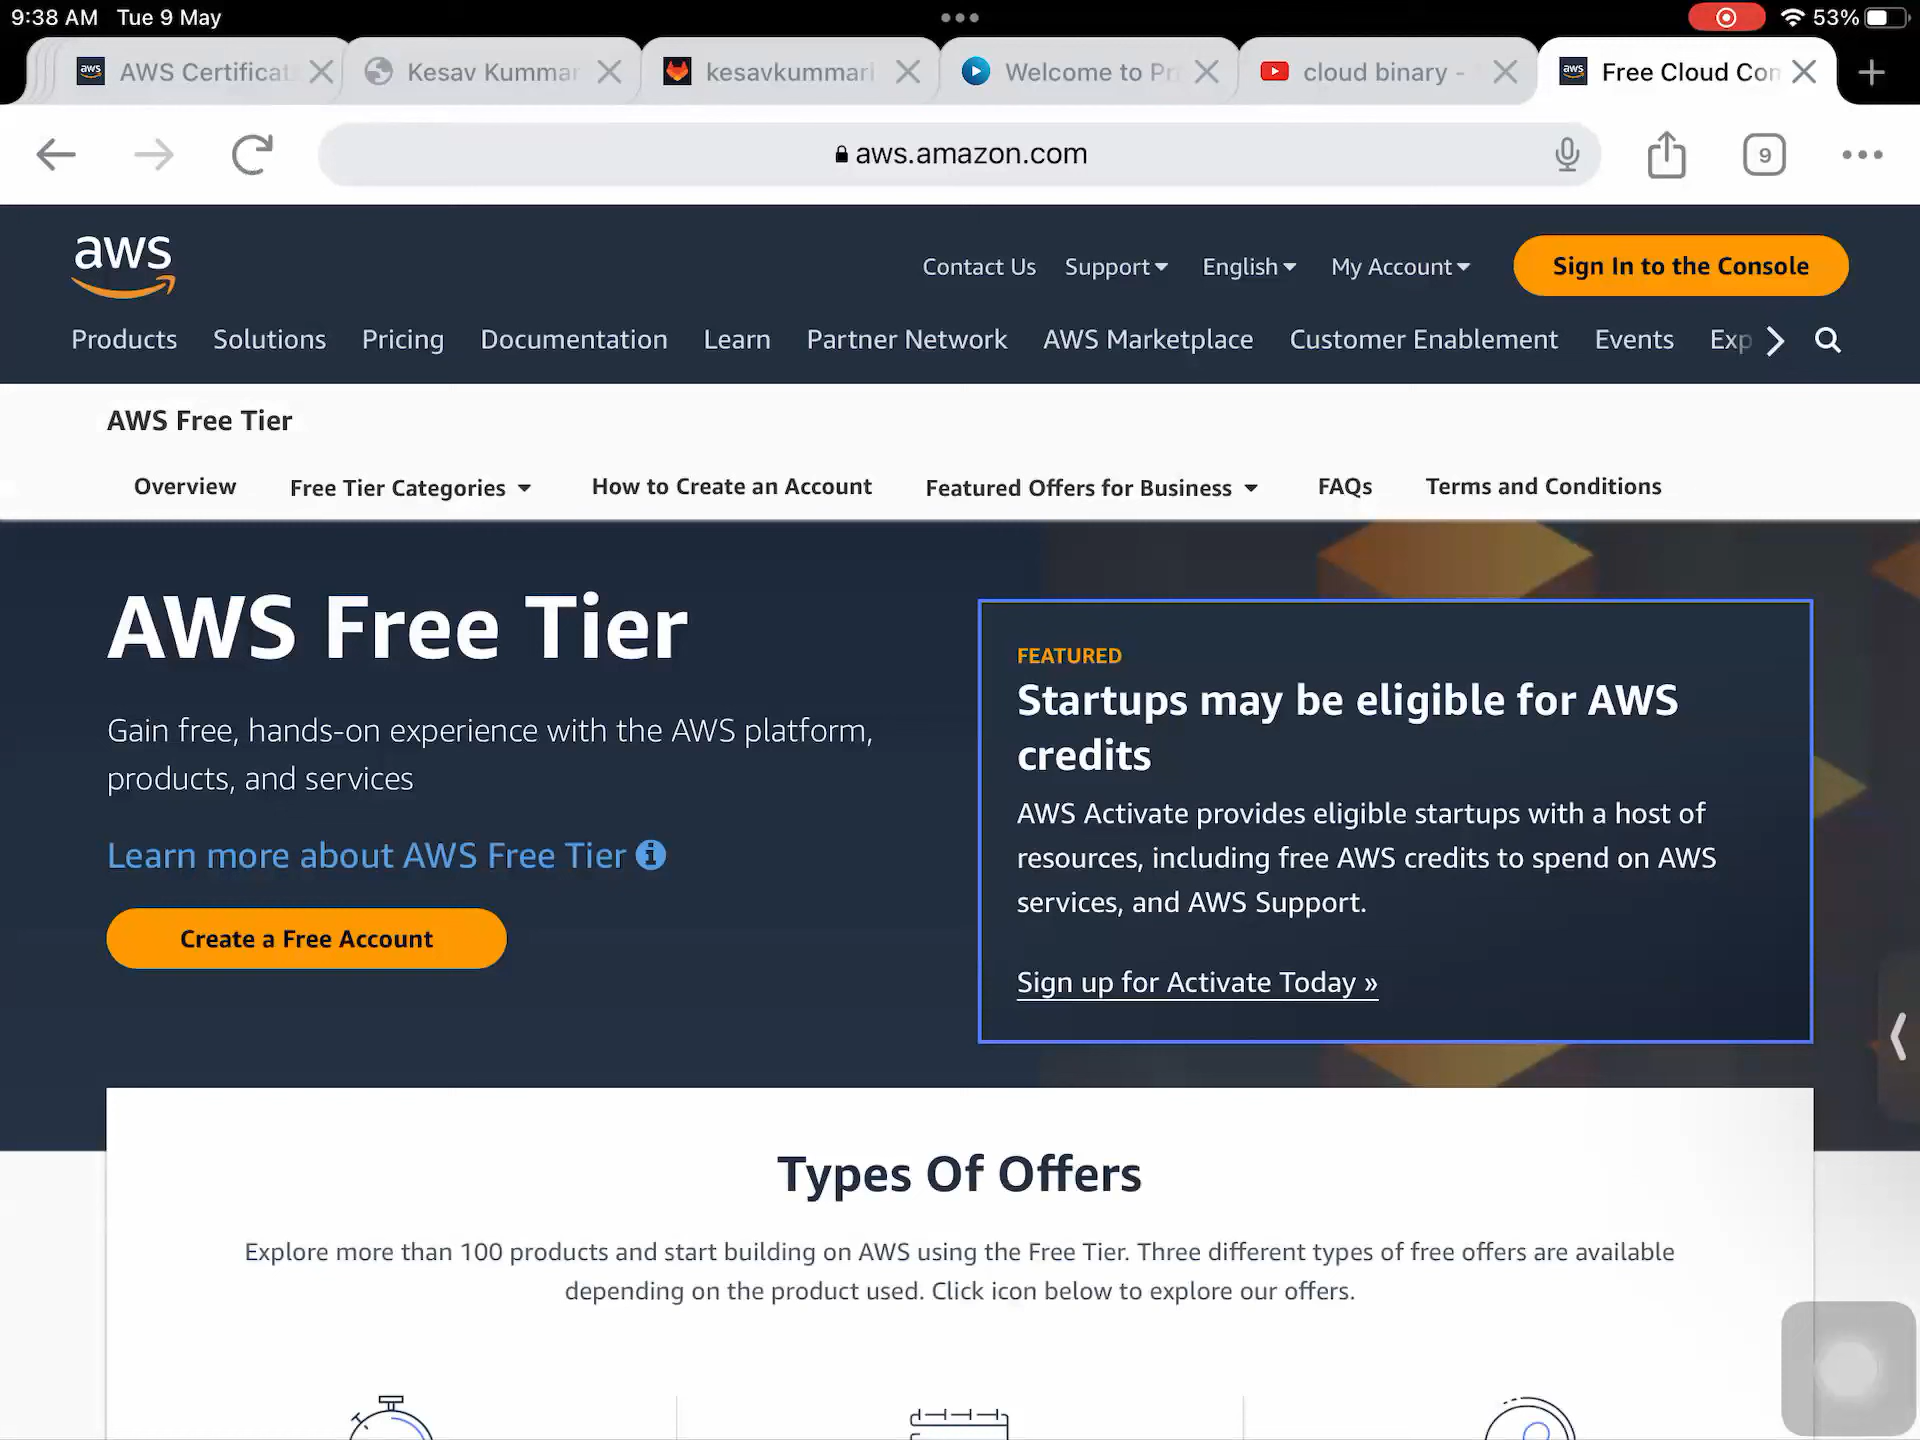 9:38 AM Tue 9 May
53%
aws AWS Certificat
Kesav Kummar
kesavkummari
Welcome to Pr
cloud binary -
aws Free Cloud Con
aws.amazon.com
9
aws
Contact Us Support English My Account Sign In to the Console
Products Solutions Pricing Documentation Learn Partner Network AWS Marketplace Customer Enablement Events Exp
AWS Free Tier
Overview Free Tier Categories How to Create an Account Featured Offers for Business FAQs Terms and Conditions
AWS Free Tier
Gain free, hands-on experience with the AWS platform,
products, and services
Learn more about AWS Free Tier
Create a Free Account
FEATURED
Startups may be eligible for AWS
credits
AWS Activate provides eligible startups with a host of
resources, including free AWS credits to spend on AWS
services, and AWS Support.
Sign up for Activate Today »
Types Of Offers
Explore more than 100 products and start building on AWS using the Free Tier. Three different types of free offers are available
depending on the product used. Click icon below to explore our offers.